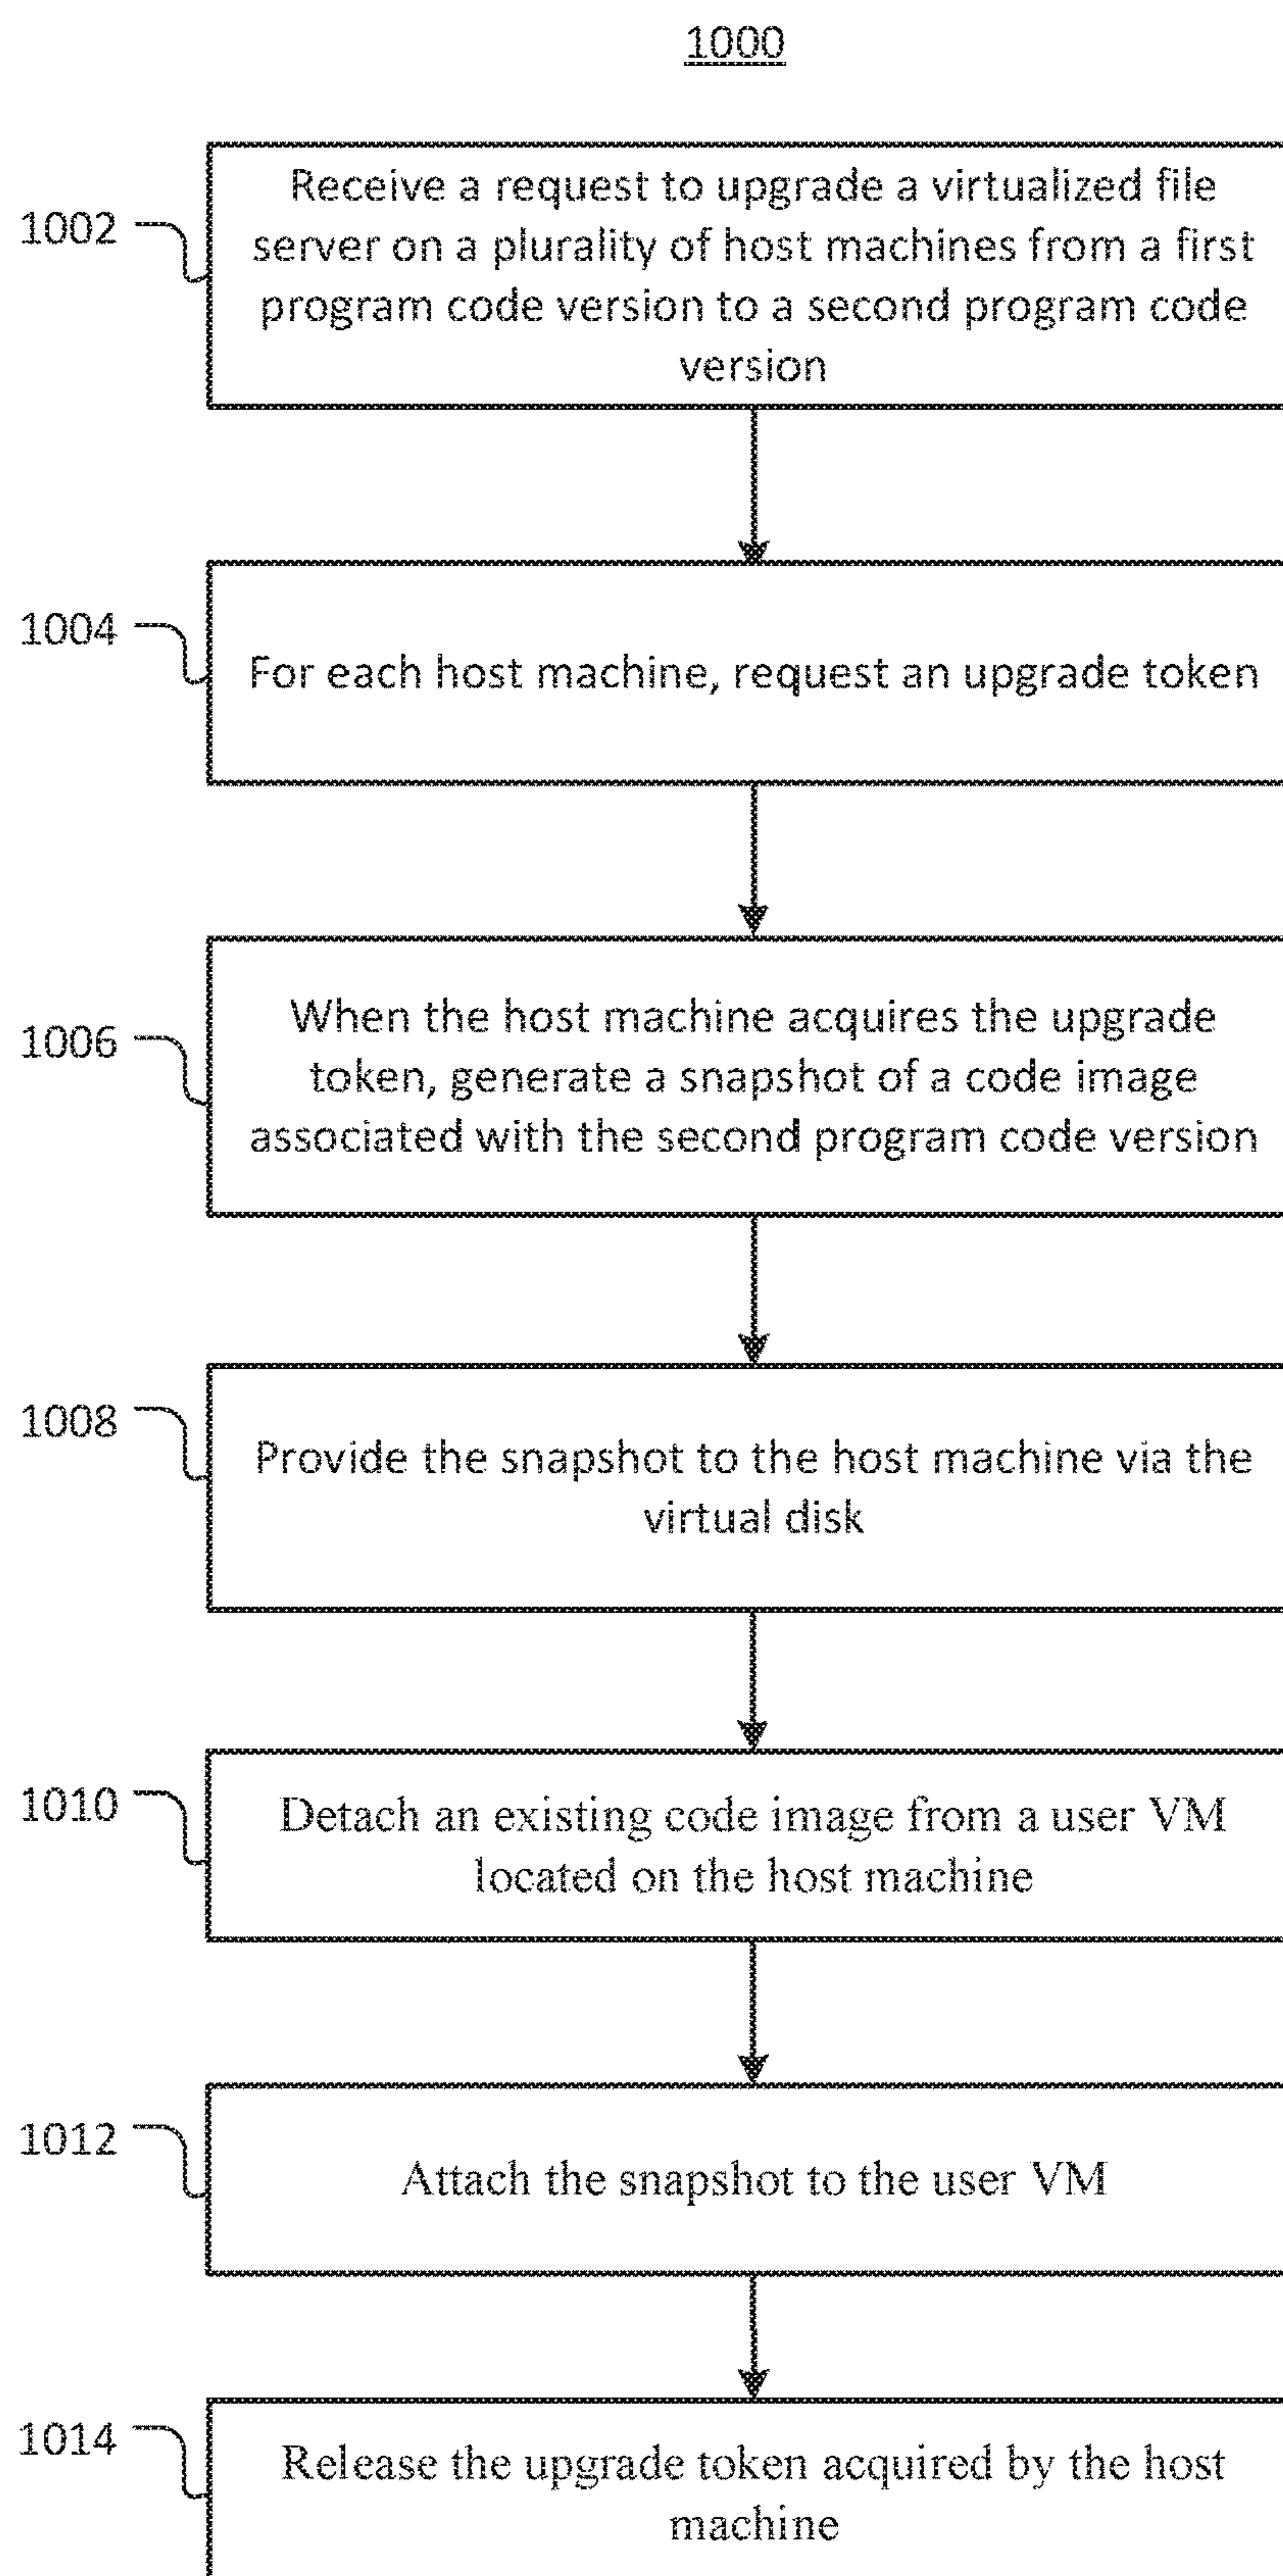 1000
1002
Receive a request to upgrade a virtualized file
server on a plurality of host machines from a first
program code version to a second program code
version
1004
For each host machine, request an upgrade token
1006
When the host machine acquires the upgrade
token, generate a snapshot of a code image
associated with the second program code version
1008
Provide the snapshot to the host machine via the
virtual disk
1010
Detach an existing code image from a user VM
located on the host machine
1012
Attach the snapshot to the user VM
1014
Release the upgrade token acquired by the host
machine